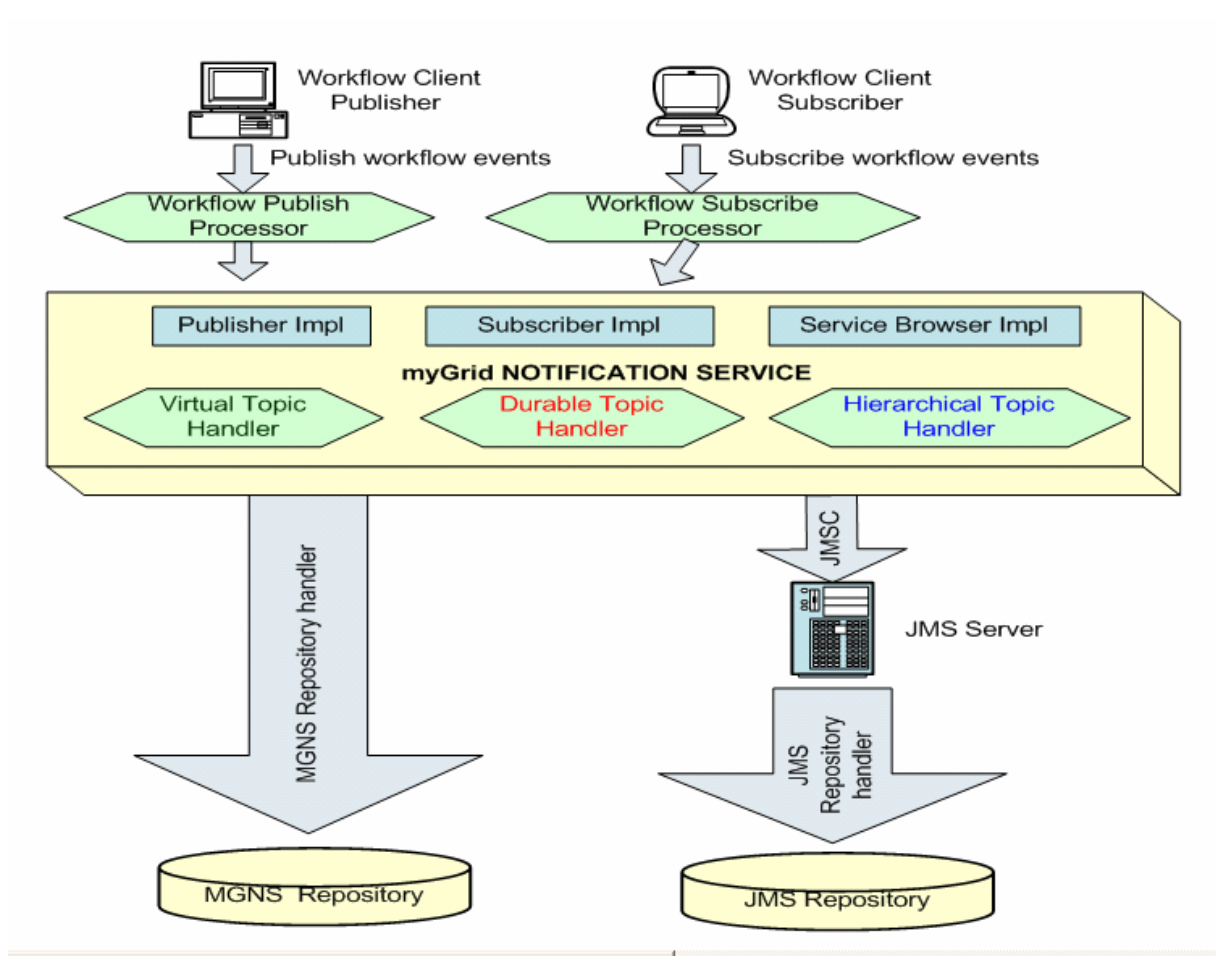 Workflow Client
Publisher
Workflow Client
Subscriber
Publish workflow events
Subscribe workflow events
Workflow Publish
Processor
Workflow Subscribe
Processor
Publisher Impl
Subscriber Impl
Service Browser Impl
myGrid NOTIFICATION SERVICE
Virtual Topic
Handler
Durable Topic
Handler
Hierarchical Topic
Handler
MGNS Repository handler
JMSC
JMS Server
JMS
Repository
handler
MGNS Repository
JMS Repository